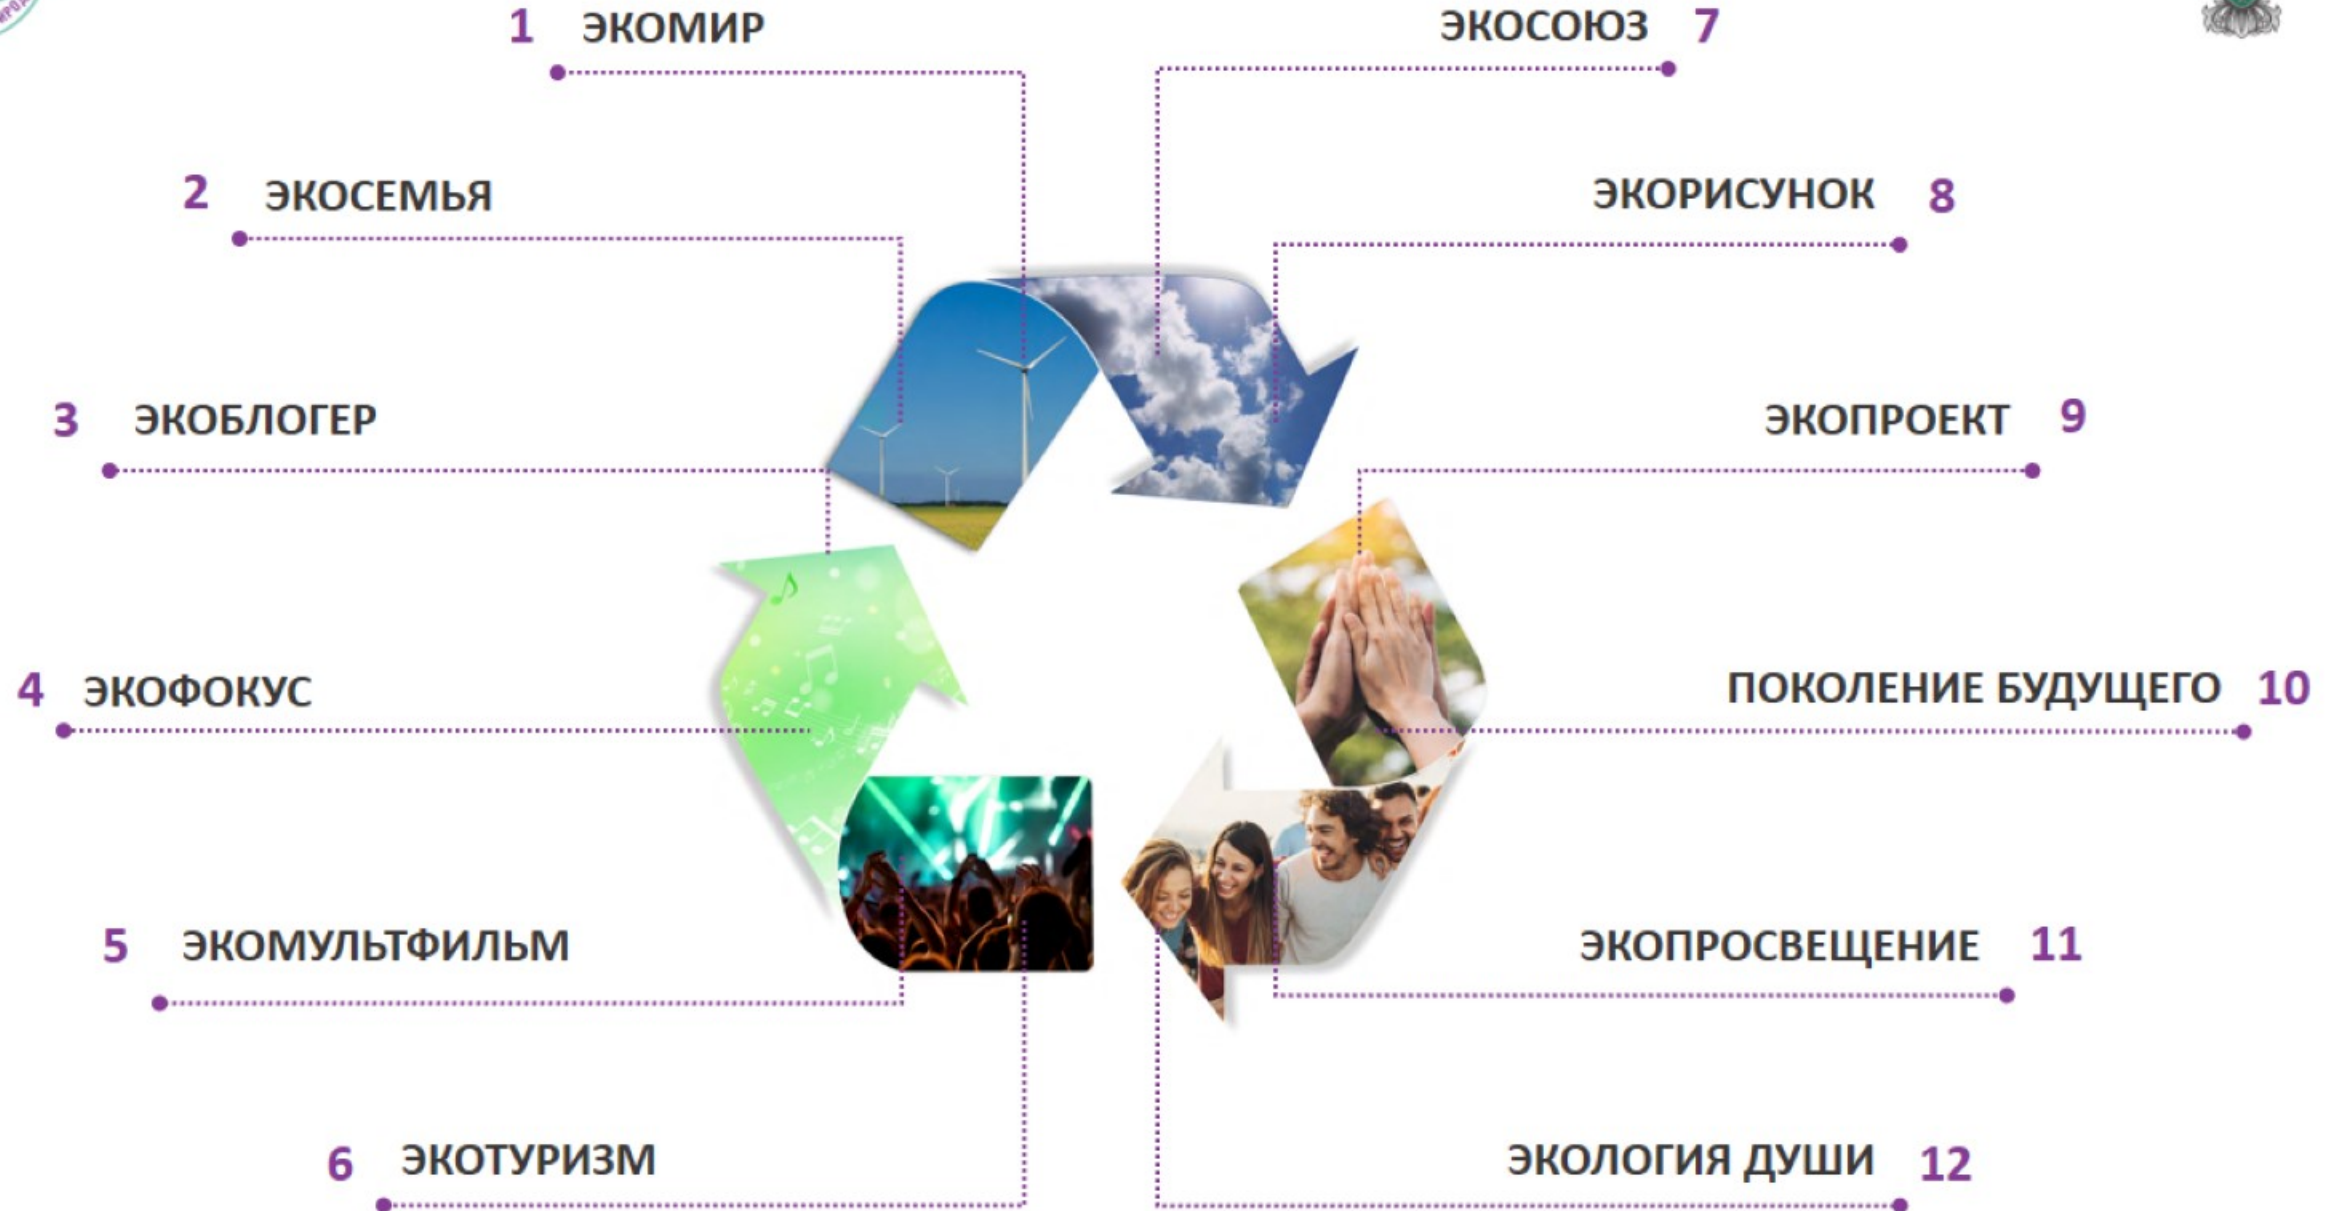 1 ЭКОМИР
ЭКОСОЮЗ 7
2 ЭКОСЕМЬЯ
ЭКОРИСУНОК 8
3 ЭКОБЛОГЕР
ЭКОПРОЕКТ 9
4 ЭКОФОКУС
ПОКОЛЕНИЕ БУДУЩЕГО 10
5 ЭКОМУЛЬТФИЛЬМ
ЭКОПРОСВЕЩЕНИЕ 11
6 ЭКОТУРИЗМ
ЭКОЛОГИЯ ДУШИ 12